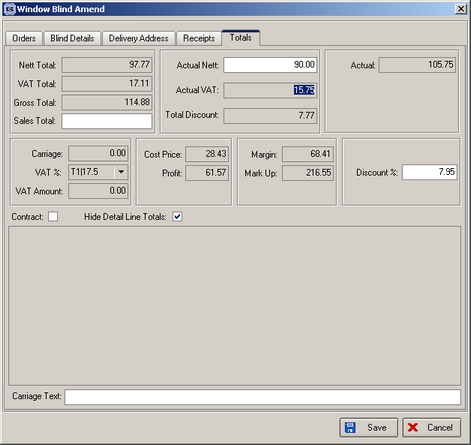 Window Blind Amend
Orders Blind Details Delivery Address Receipts Totals
Nett Total: 97.77 Actual Nett: 90.00 Actual: 105.75
VAT Total: 17.11 Actual VAT: 15.75
Gross Total: 114.88
Sales Total: Total Discount: 7.77
Carriage: 0.00 Cost Price: 28.43 Margin: 68.41
VAT %: T1|17.5 Profit: 61.57 Mark Up: 216.55 Discount %: 7.95
VAT Amount: 0.00
Contract: Hide Detail Line Totals:
Carriage Text:
Save Cancel